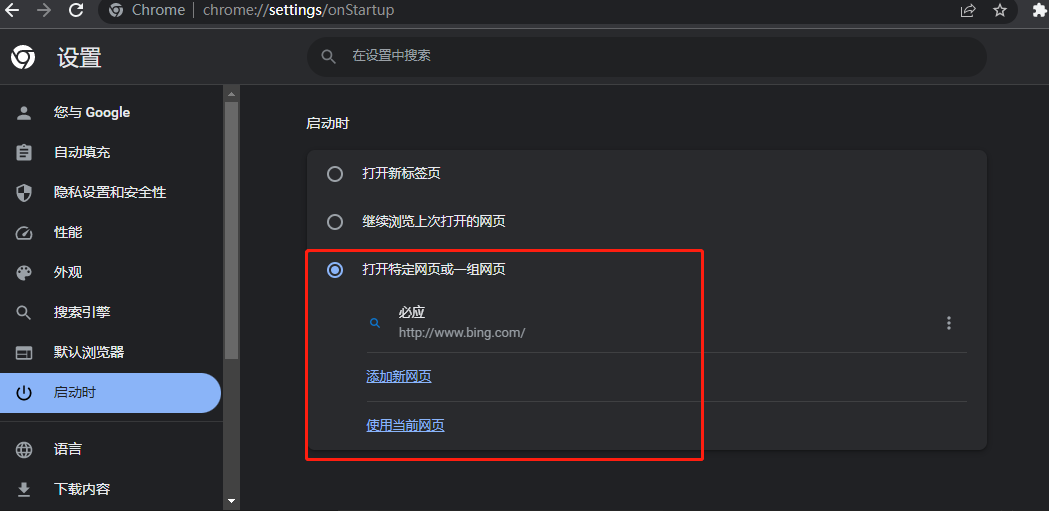 Chrome | chrome://settings/onStartup
设置
在设置中搜索
您与 Google
自动填充
隐私设置和安全性
性能
外观
搜索引擎
默认浏览器
启动时
语言
下载内容
启动时
打开新标签页
继续浏览上次打开的网页
打开特定网页或一组网页
必应
http://www.bing.com/
添加新网页
使用当前网页